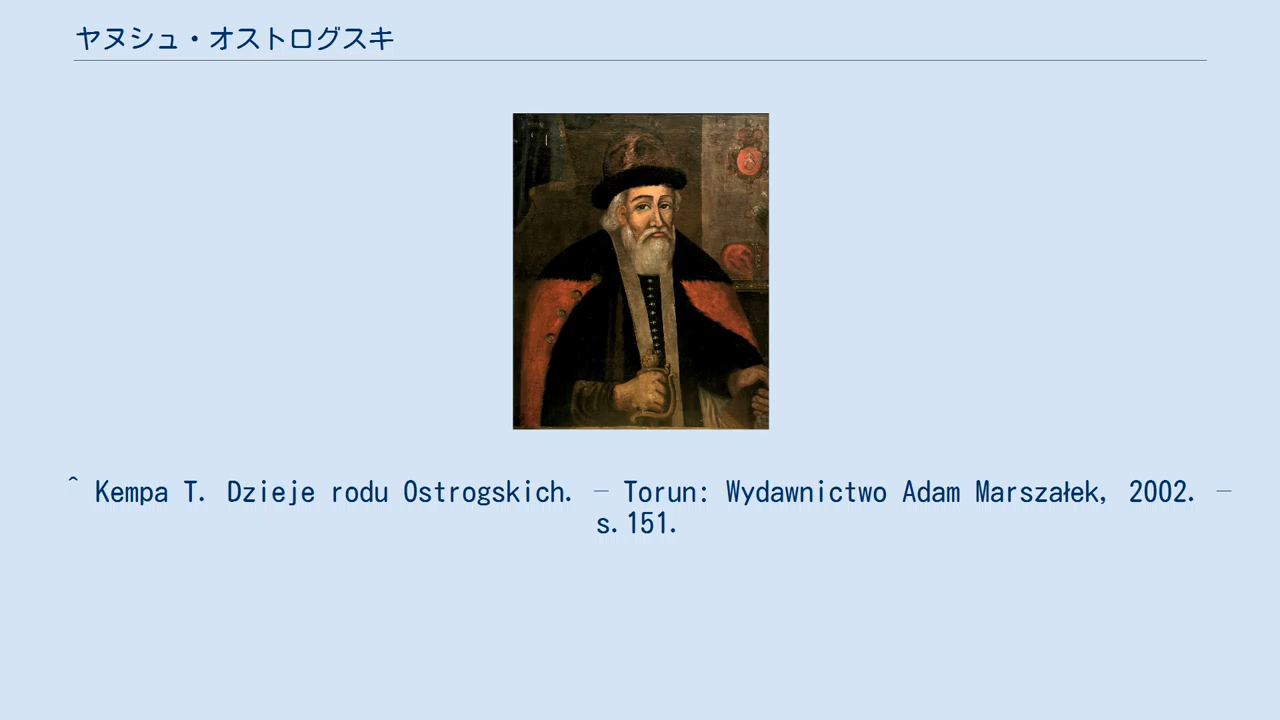 ヤヌシュ・オストログスキ
^ Kempa T. Dzieje rodu Ostrogskich. — Torun: Wydawnictwo Adam Marszałek, 2002. —
s.151.